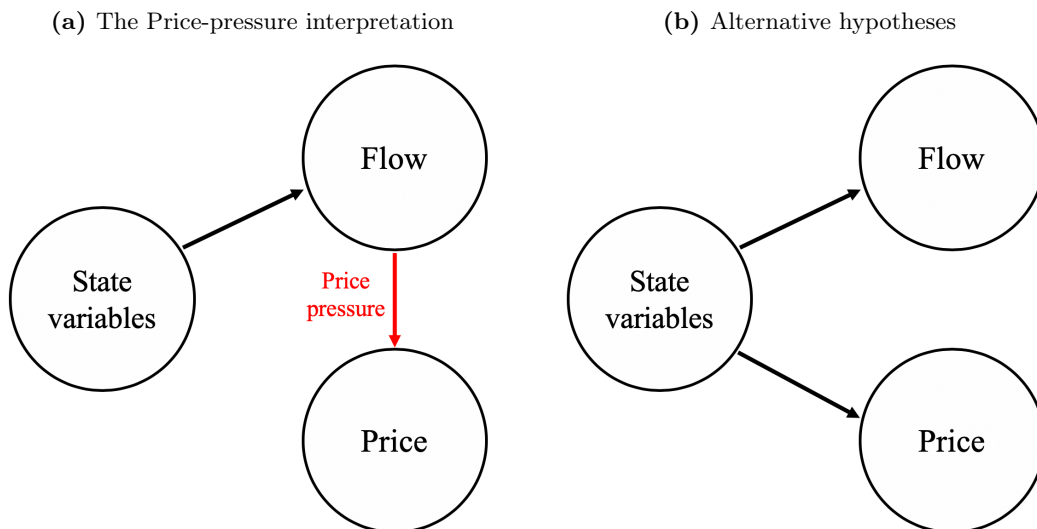 (a) The Price-pressure interpretation
Flow
State
variables
Price
pressure
Price
(b) Alternative hypotheses
Flow
State
variables
Price